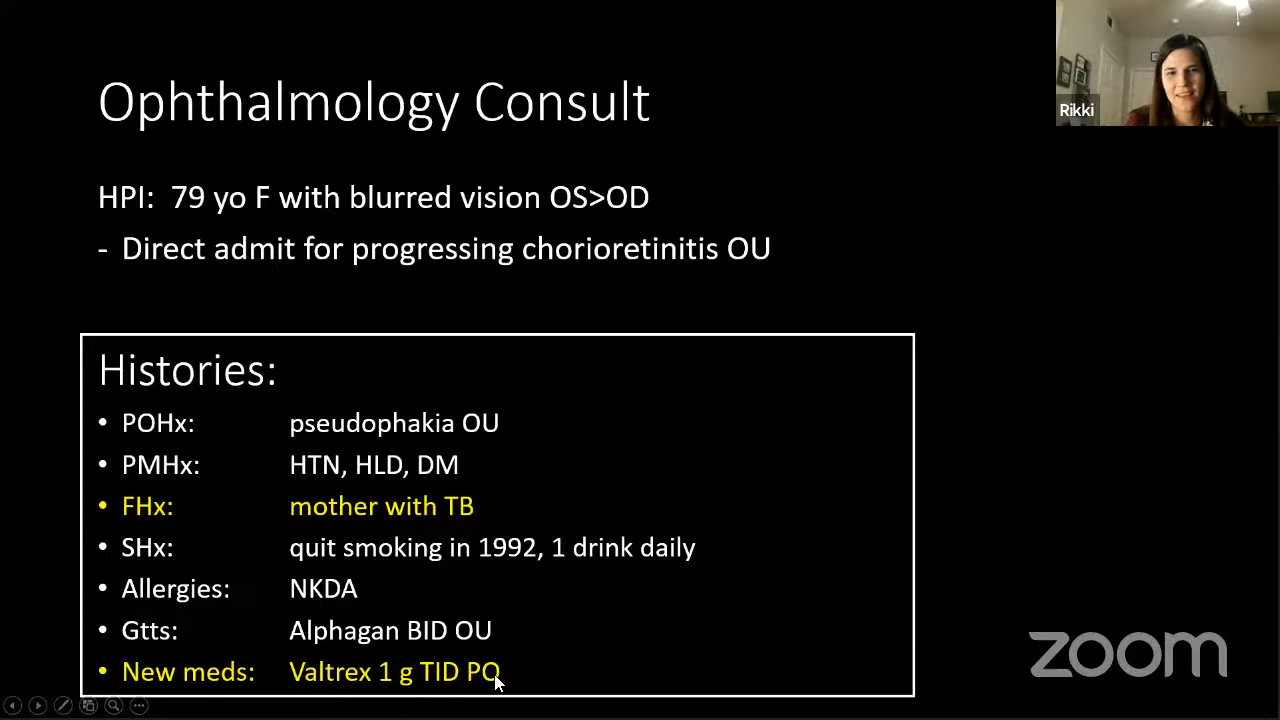 Ophthalmology Consult
Rikki
HPI: 79 yo F with blurred vision OS>OD
- Direct admit for progressing chorioretinitis OU
Histories:
• POHx: pseudophakia OU
• PMHx: HTN, HLD, DM
• FHx: mother with TB
• SHx: quit smoking in 1992, 1 drink daily
• Allergies: NKDA
• Gtts: Alphagan BID OU
• New meds: Valtrex 1 g TID PO
zoom